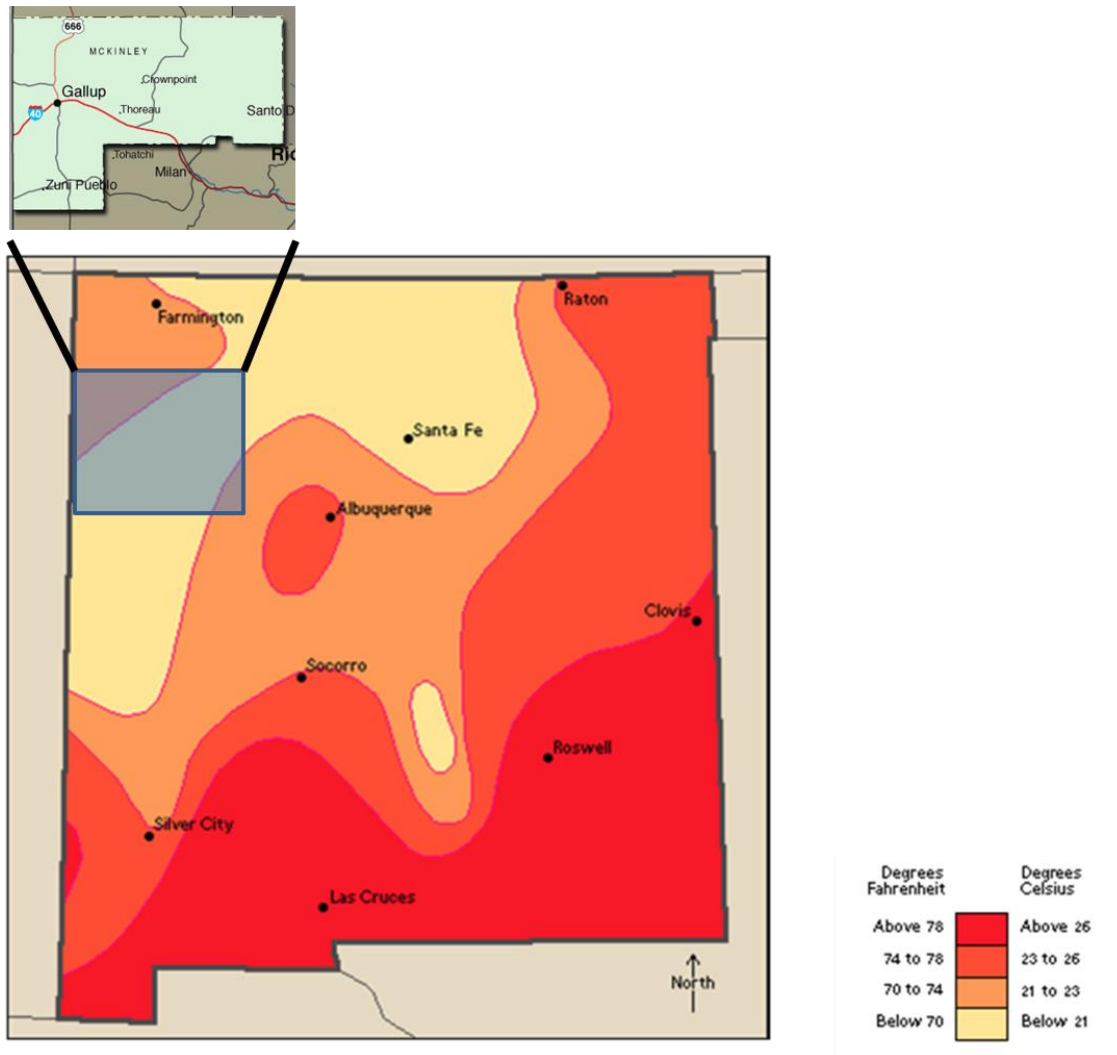 666
MCKINLEY
Crownpoint
Gallup
40
Thoreau
Santo D
Tohatchi
Ric
Milan
Zuni Pueblo
Raton
Farmington
Santa Fe
Albuquerque
Clovis
Socorro
Roswell
Silver City
Las Cruces
North
Degrees Fahrenheit
Degrees Celsius
Above 78
Above 26
74 to 78
23 to 26
70 to 74
21 to 23
Below 70
Below 21